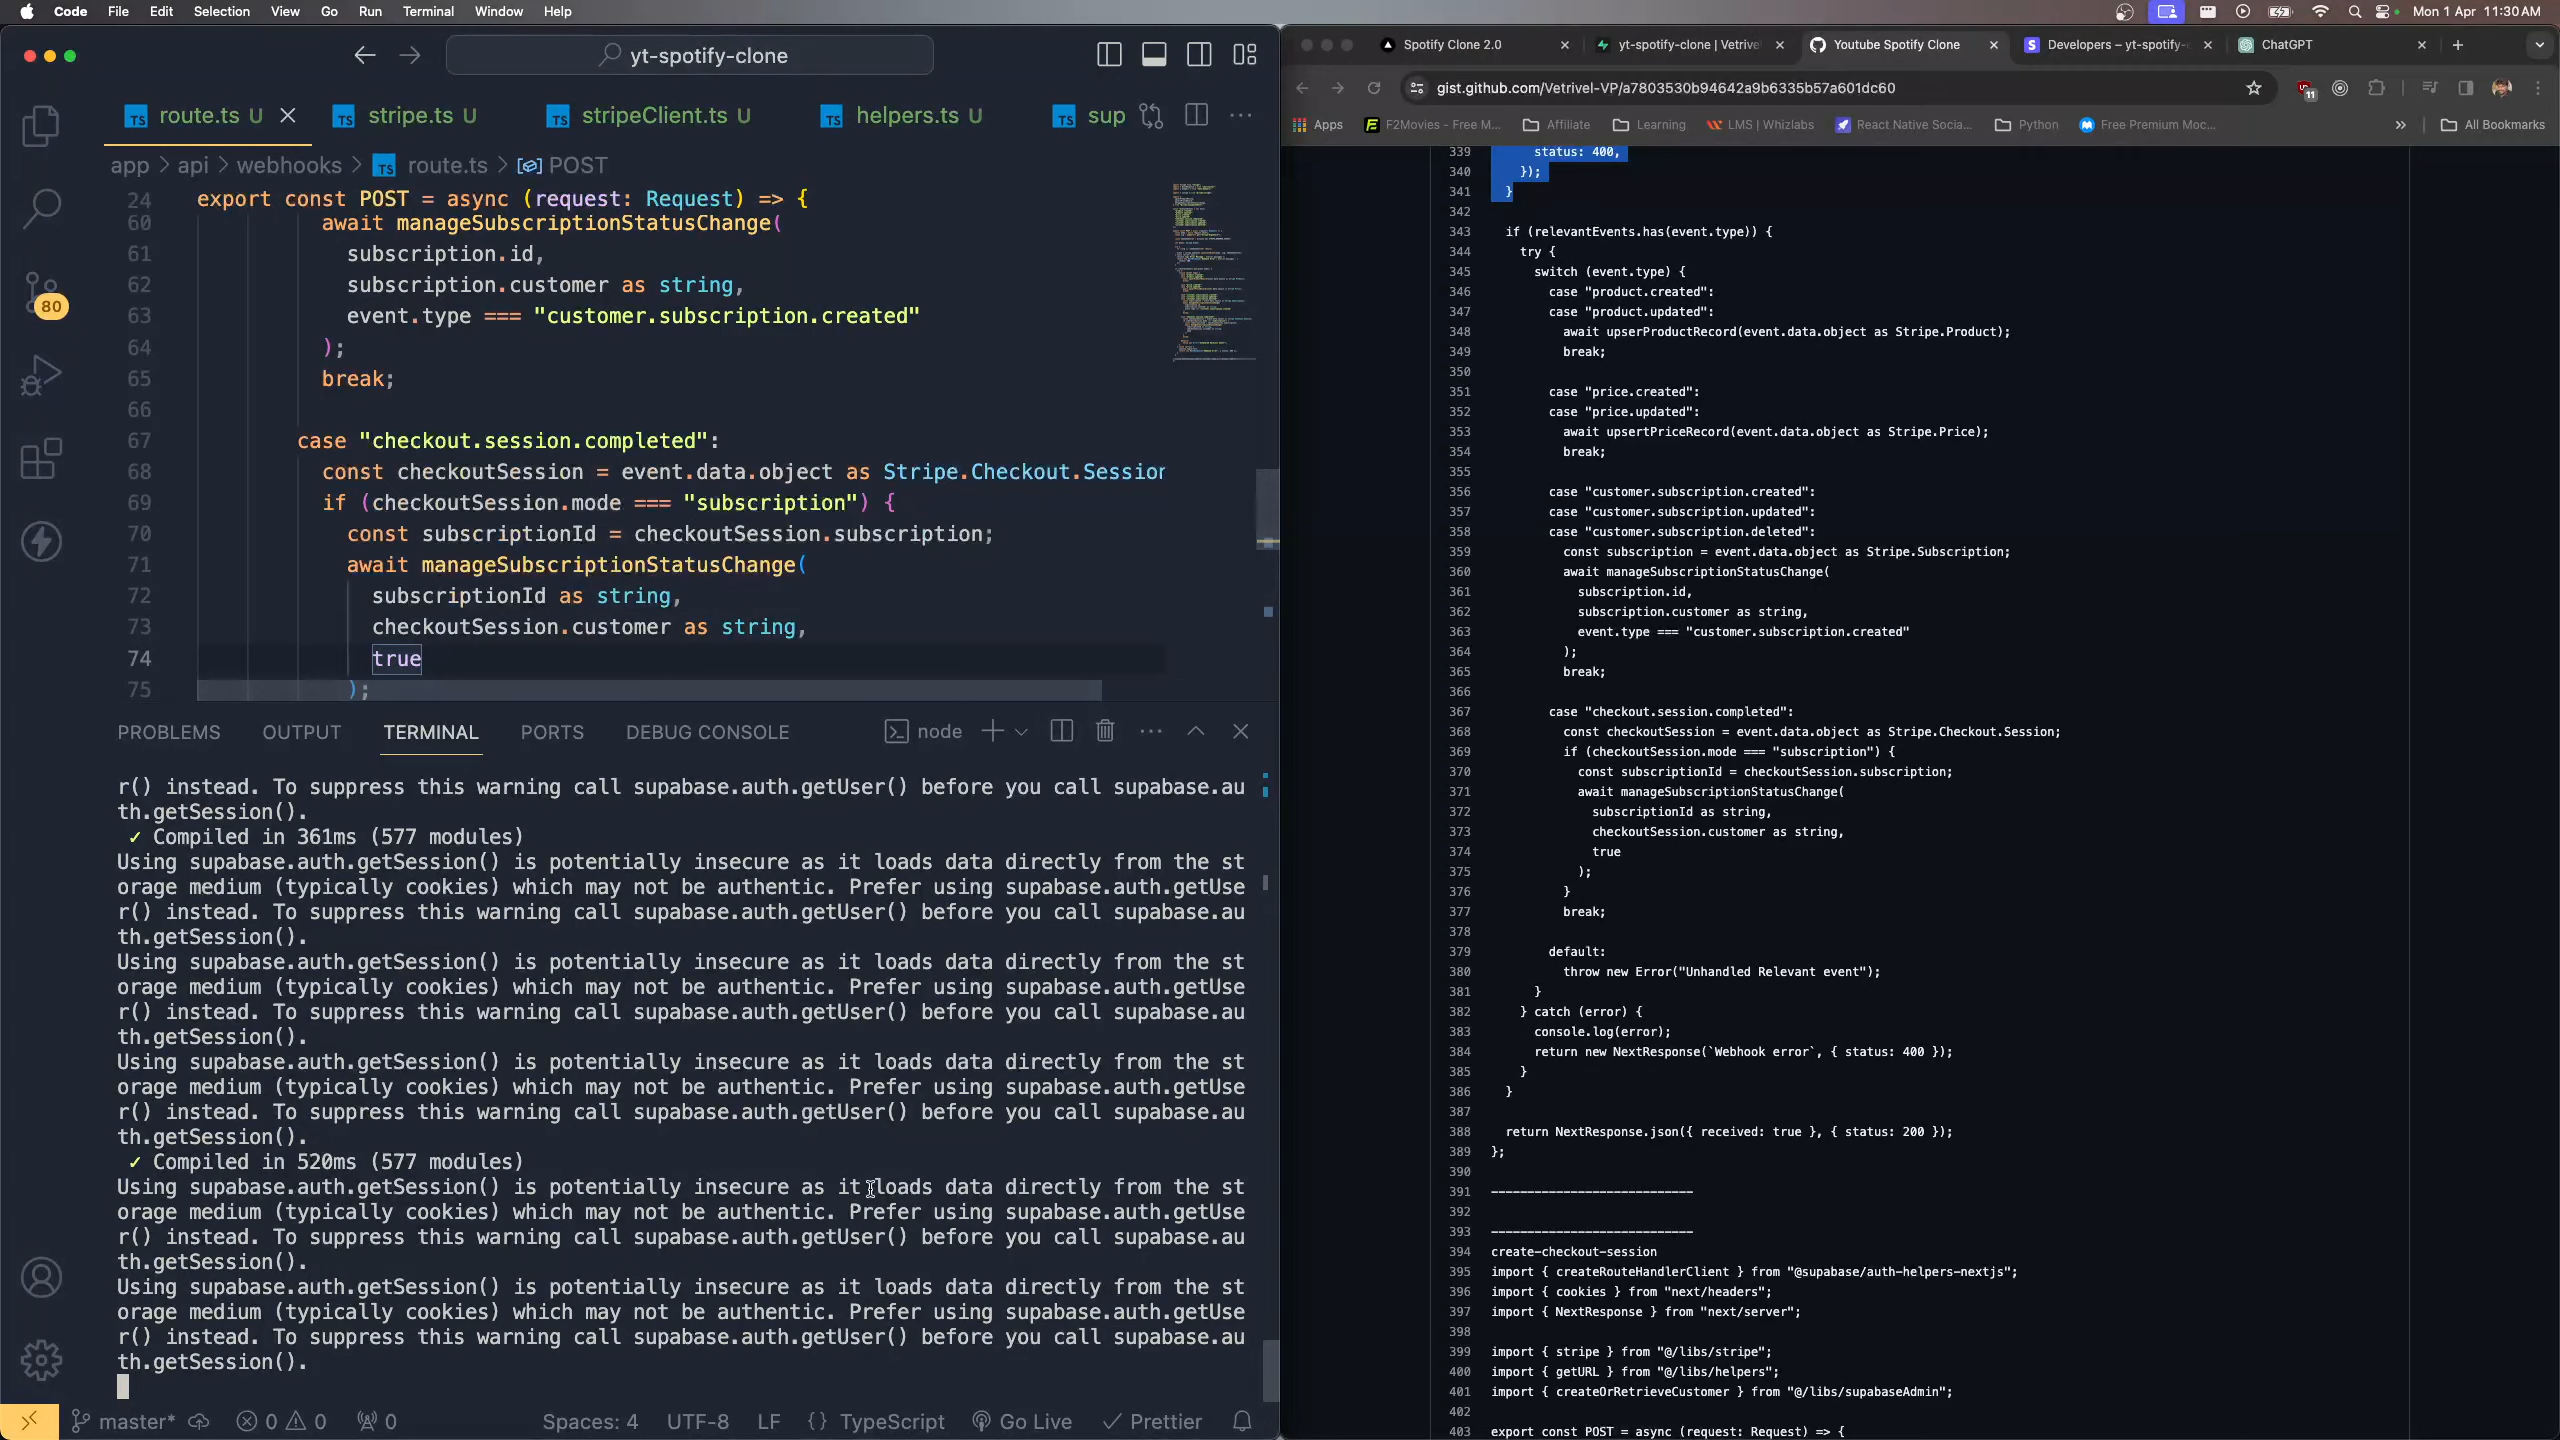 Code File Edit Selection View Go Run Terminal Window Help
Mon 1 Apr 11:30 AM
yt-spotify-clone
route.ts U
stripe.ts U
stripeClient.ts U
helpers.ts U
sup
app > api > webhooks > route.ts > POST
24 export const POST = async (request: Request) => {
60 await manageSubscriptionStatusChange(
61 subscription.id,
62 subscription.customer as string,
63 event.type === "customer.subscription.created"
64 );
65 break;
66
67 case "checkout.session.completed":
68 const checkoutSession = event.data.object as Stripe.Checkout.Session
69 if (checkoutSession.mode === "subscription") {
70 const subscriptionId = checkoutSession.subscription;
71 await manageSubscriptionStatusChange(
72 subscriptionId as string,
73 checkoutSession.customer as string,
74 true
75 );
80
PROBLEMS OUTPUT TERMINAL PORTS DEBUG CONSOLE
node
r() instead. To suppress this warning call supabase.auth.getUser() before you call supabase.au
th.getSession().
✓ Compiled in 361ms (577 modules)
Using supabase.auth.getSession() is potentially insecure as it loads data directly from the st
orage medium (typically cookies) which may not be authentic. Prefer using supabase.auth.getUse
r() instead. To suppress this warning call supabase.auth.getUser() before you call supabase.au
th.getSession().
Using supabase.auth.getSession() is potentially insecure as it loads data directly from the st
orage medium (typically cookies) which may not be authentic. Prefer using supabase.auth.getUse
r() instead. To suppress this warning call supabase.auth.getUser() before you call supabase.au
th.getSession().
Using supabase.auth.getSession() is potentially insecure as it loads data directly from the st
orage medium (typically cookies) which may not be authentic. Prefer using supabase.auth.getUse
r() instead. To suppress this warning call supabase.auth.getUser() before you call supabase.au
th.getSession().
✓ Compiled in 520ms (577 modules)
Using supabase.auth.getSession() is potentially insecure as it loads data directly from the st
orage medium (typically cookies) which may not be authentic. Prefer using supabase.auth.getUse
r() instead. To suppress this warning call supabase.auth.getUser() before you call supabase.au
th.getSession().
Using supabase.auth.getSession() is potentially insecure as it loads data directly from the st
orage medium (typically cookies) which may not be authentic. Prefer using supabase.auth.getUse
r() instead. To suppress this warning call supabase.auth.getUser() before you call supabase.au
th.getSession().
master* 0 0 0 Spaces: 4 UTF-8 LF {} TypeScript Go Live Prettier
Spotify Clone 2.0
yt-spotify-clone | Vetrive
Youtube Spotify Clone
Developers – yt-spotify-
ChatGPT
gist.github.com/Vetrivel-VP/a7803530b94642a9b6335b57a601dc60
11
Apps F2Movies - Free M... Affiliate Learning LMS | Whizlabs React Native Socia... Python Free Premium Moc... All Bookmarks
339 status: 400,
340 });
341 }
342
343 if (relevantEvents.has(event.type)) {
344 try {
345 switch (event.type) {
346 case "product.created":
347 case "product.updated":
348 await upserProductRecord(event.data.object as Stripe.Product);
349 break;
350
351 case "price.created":
352 case "price.updated":
353 await upsertPriceRecord(event.data.object as Stripe.Price);
354 break;
355
356 case "customer.subscription.created":
357 case "customer.subscription.updated":
358 case "customer.subscription.deleted":
359 const subscription = event.data.object as Stripe.Subscription;
360 await manageSubscriptionStatusChange(
361 subscription.id,
362 subscription.customer as string,
363 event.type === "customer.subscription.created"
364 );
365 break;
366
367 case "checkout.session.completed":
368 const checkoutSession = event.data.object as Stripe.Checkout.Session;
369 if (checkoutSession.mode === "subscription") {
370 const subscriptionId = checkoutSession.subscription;
371 await manageSubscriptionStatusChange(
372 subscriptionId as string,
373 checkoutSession.customer as string,
374 true
375 );
376 }
377 break;
378
379 default:
380 throw new Error("Unhandled Relevant event");
381 }
382 } catch (error) {
383 console.log(error);
384 return new NextResponse(`Webhook error`, { status: 400 });
385 }
386 }
387
388 return NextResponse.json({ received: true }, { status: 200 });
389 };
390
391 ----------------------------
392
393 ----------------------------
394 create-checkout-session
395 import { createRouteHandlerClient } from "@supabase/auth-helpers-nextjs";
396 import { cookies } from "next/headers";
397 import { NextResponse } from "next/server";
398
399 import { stripe } from "@/libs/stripe";
400 import { getURL } from "@/libs/helpers";
401 import { createOrRetrieveCustomer } from "@/libs/supabaseAdmin";
402
403 export const POST = async (request: Request) => {